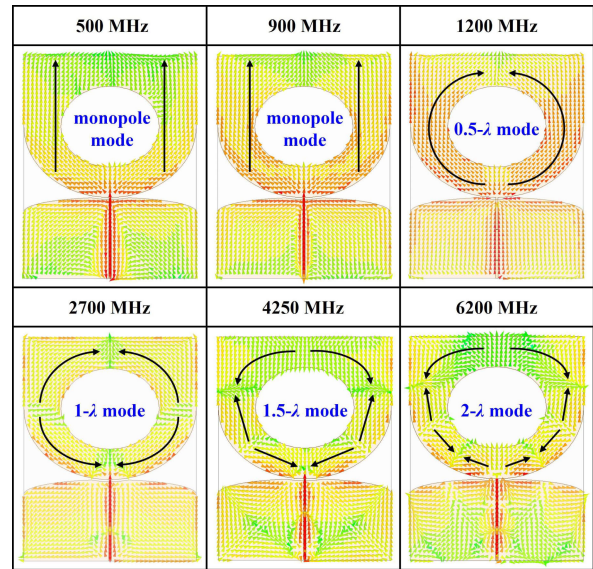 500 MHz
900 MHz
1200 MHz
monopole
mode
monopole
mode
0.5-λ mode
2700 MHz
4250 MHz
6200 MHz
1-λ mode
1.5-λ mode
2-λ mode